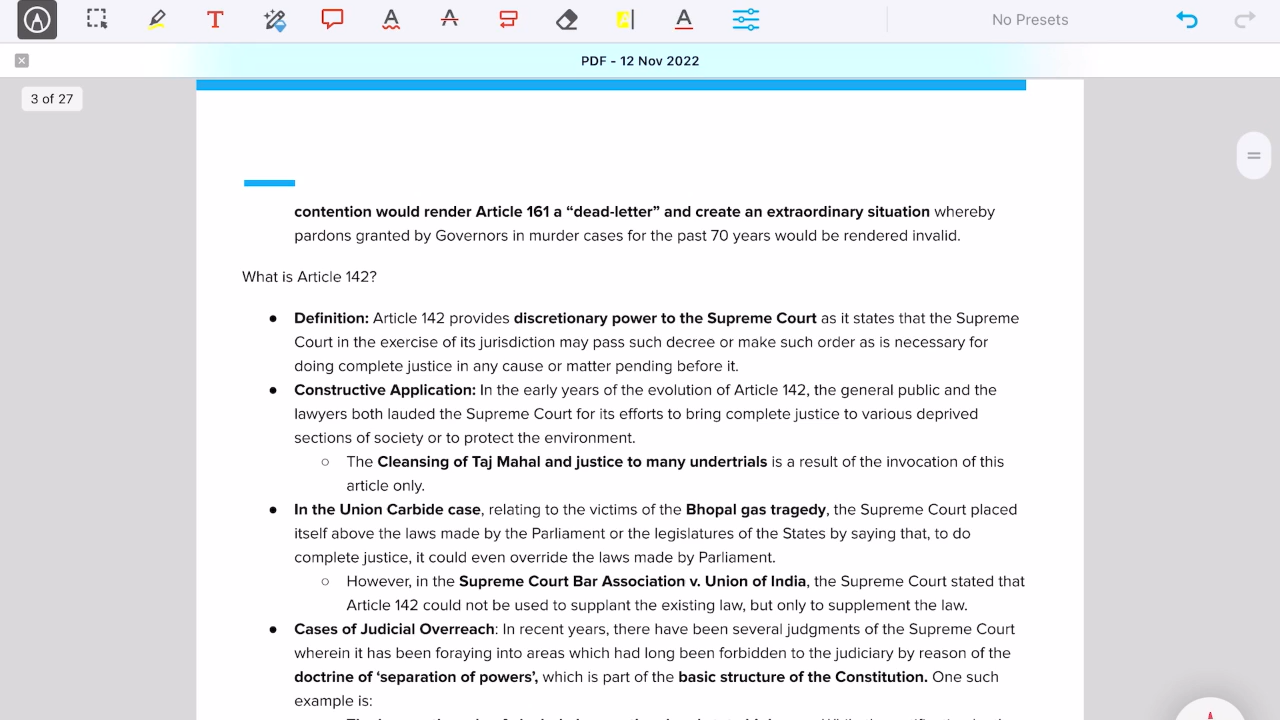 No Presets
PDF - 12 Nov 2022
3 of 27
contention would render Article 161 a “dead-letter” and create an extraordinary situation whereby
pardons granted by Governors in murder cases for the past 70 years would be rendered invalid.
What is Article 142?
● Definition: Article 142 provides discretionary power to the Supreme Court as it states that the Supreme
Court in the exercise of its jurisdiction may pass such decree or make such order as is necessary for
doing complete justice in any cause or matter pending before it.
● Constructive Application: In the early years of the evolution of Article 142, the general public and the
lawyers both lauded the Supreme Court for its efforts to bring complete justice to various deprived
sections of society or to protect the environment.
○ The Cleansing of Taj Mahal and justice to many undertrials is a result of the invocation of this
article only.
● In the Union Carbide case, relating to the victims of the Bhopal gas tragedy, the Supreme Court placed
itself above the laws made by the Parliament or the legislatures of the States by saying that, to do
complete justice, it could even override the laws made by Parliament.
○ However, in the Supreme Court Bar Association v. Union of India, the Supreme Court stated that
Article 142 could not be used to supplant the existing law, but only to supplement the law.
● Cases of Judicial Overreach: In recent years, there have been several judgments of the Supreme Court
wherein it has been foraying into areas which had long been forbidden to the judiciary by reason of the
doctrine of ‘separation of powers’, which is part of the basic structure of the Constitution. One such
example is: